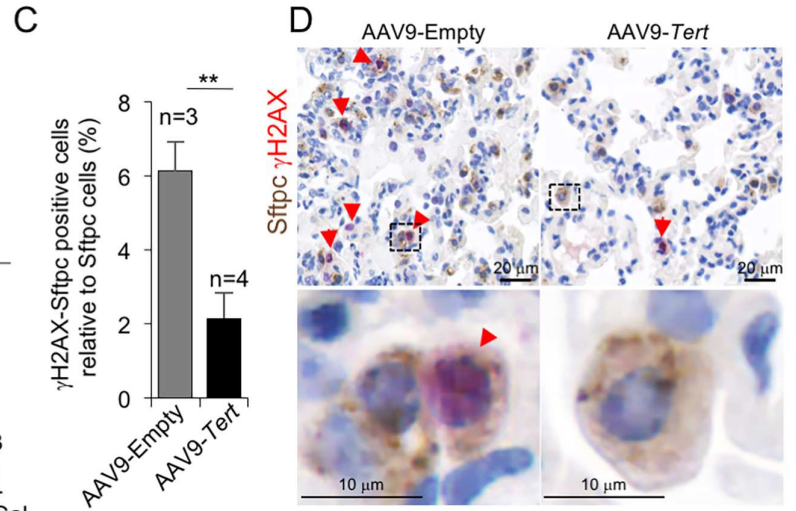 C
γH2AX-Sftpc positive cells
relative to Sftpc cells (%)
8
6
4
2
0
**
n=3
n=4
AAV9-Empty
AAV9-Tert
D
AAV9-Empty
AAV9-Tert
Sftpc γH2AX
20 μm
20 μm
10 μm
10 μm